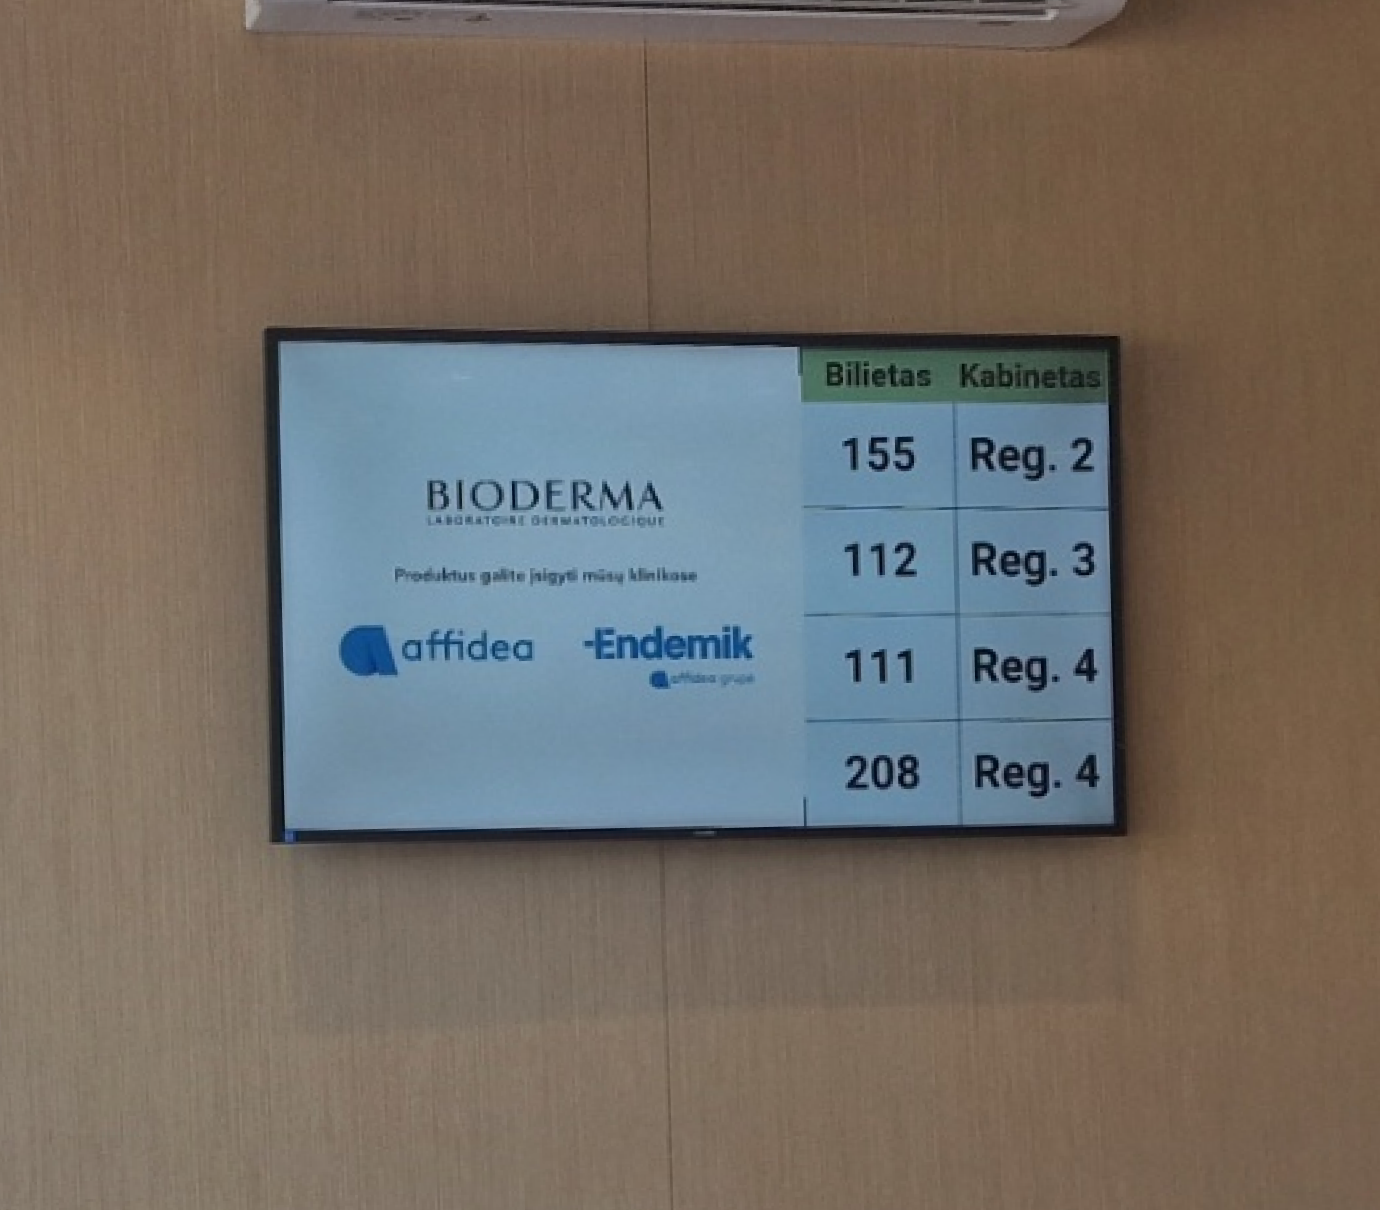 BIODERMA
LABORATOIRE DERMATOLOGIQUE
Produktus galite įsigyti mūsų klinikose
affidea
-Endemik
affidea grupė
Bilietas Kabinetas
155 Reg. 2
112 Reg. 3
111 Reg. 4
208 Reg. 4